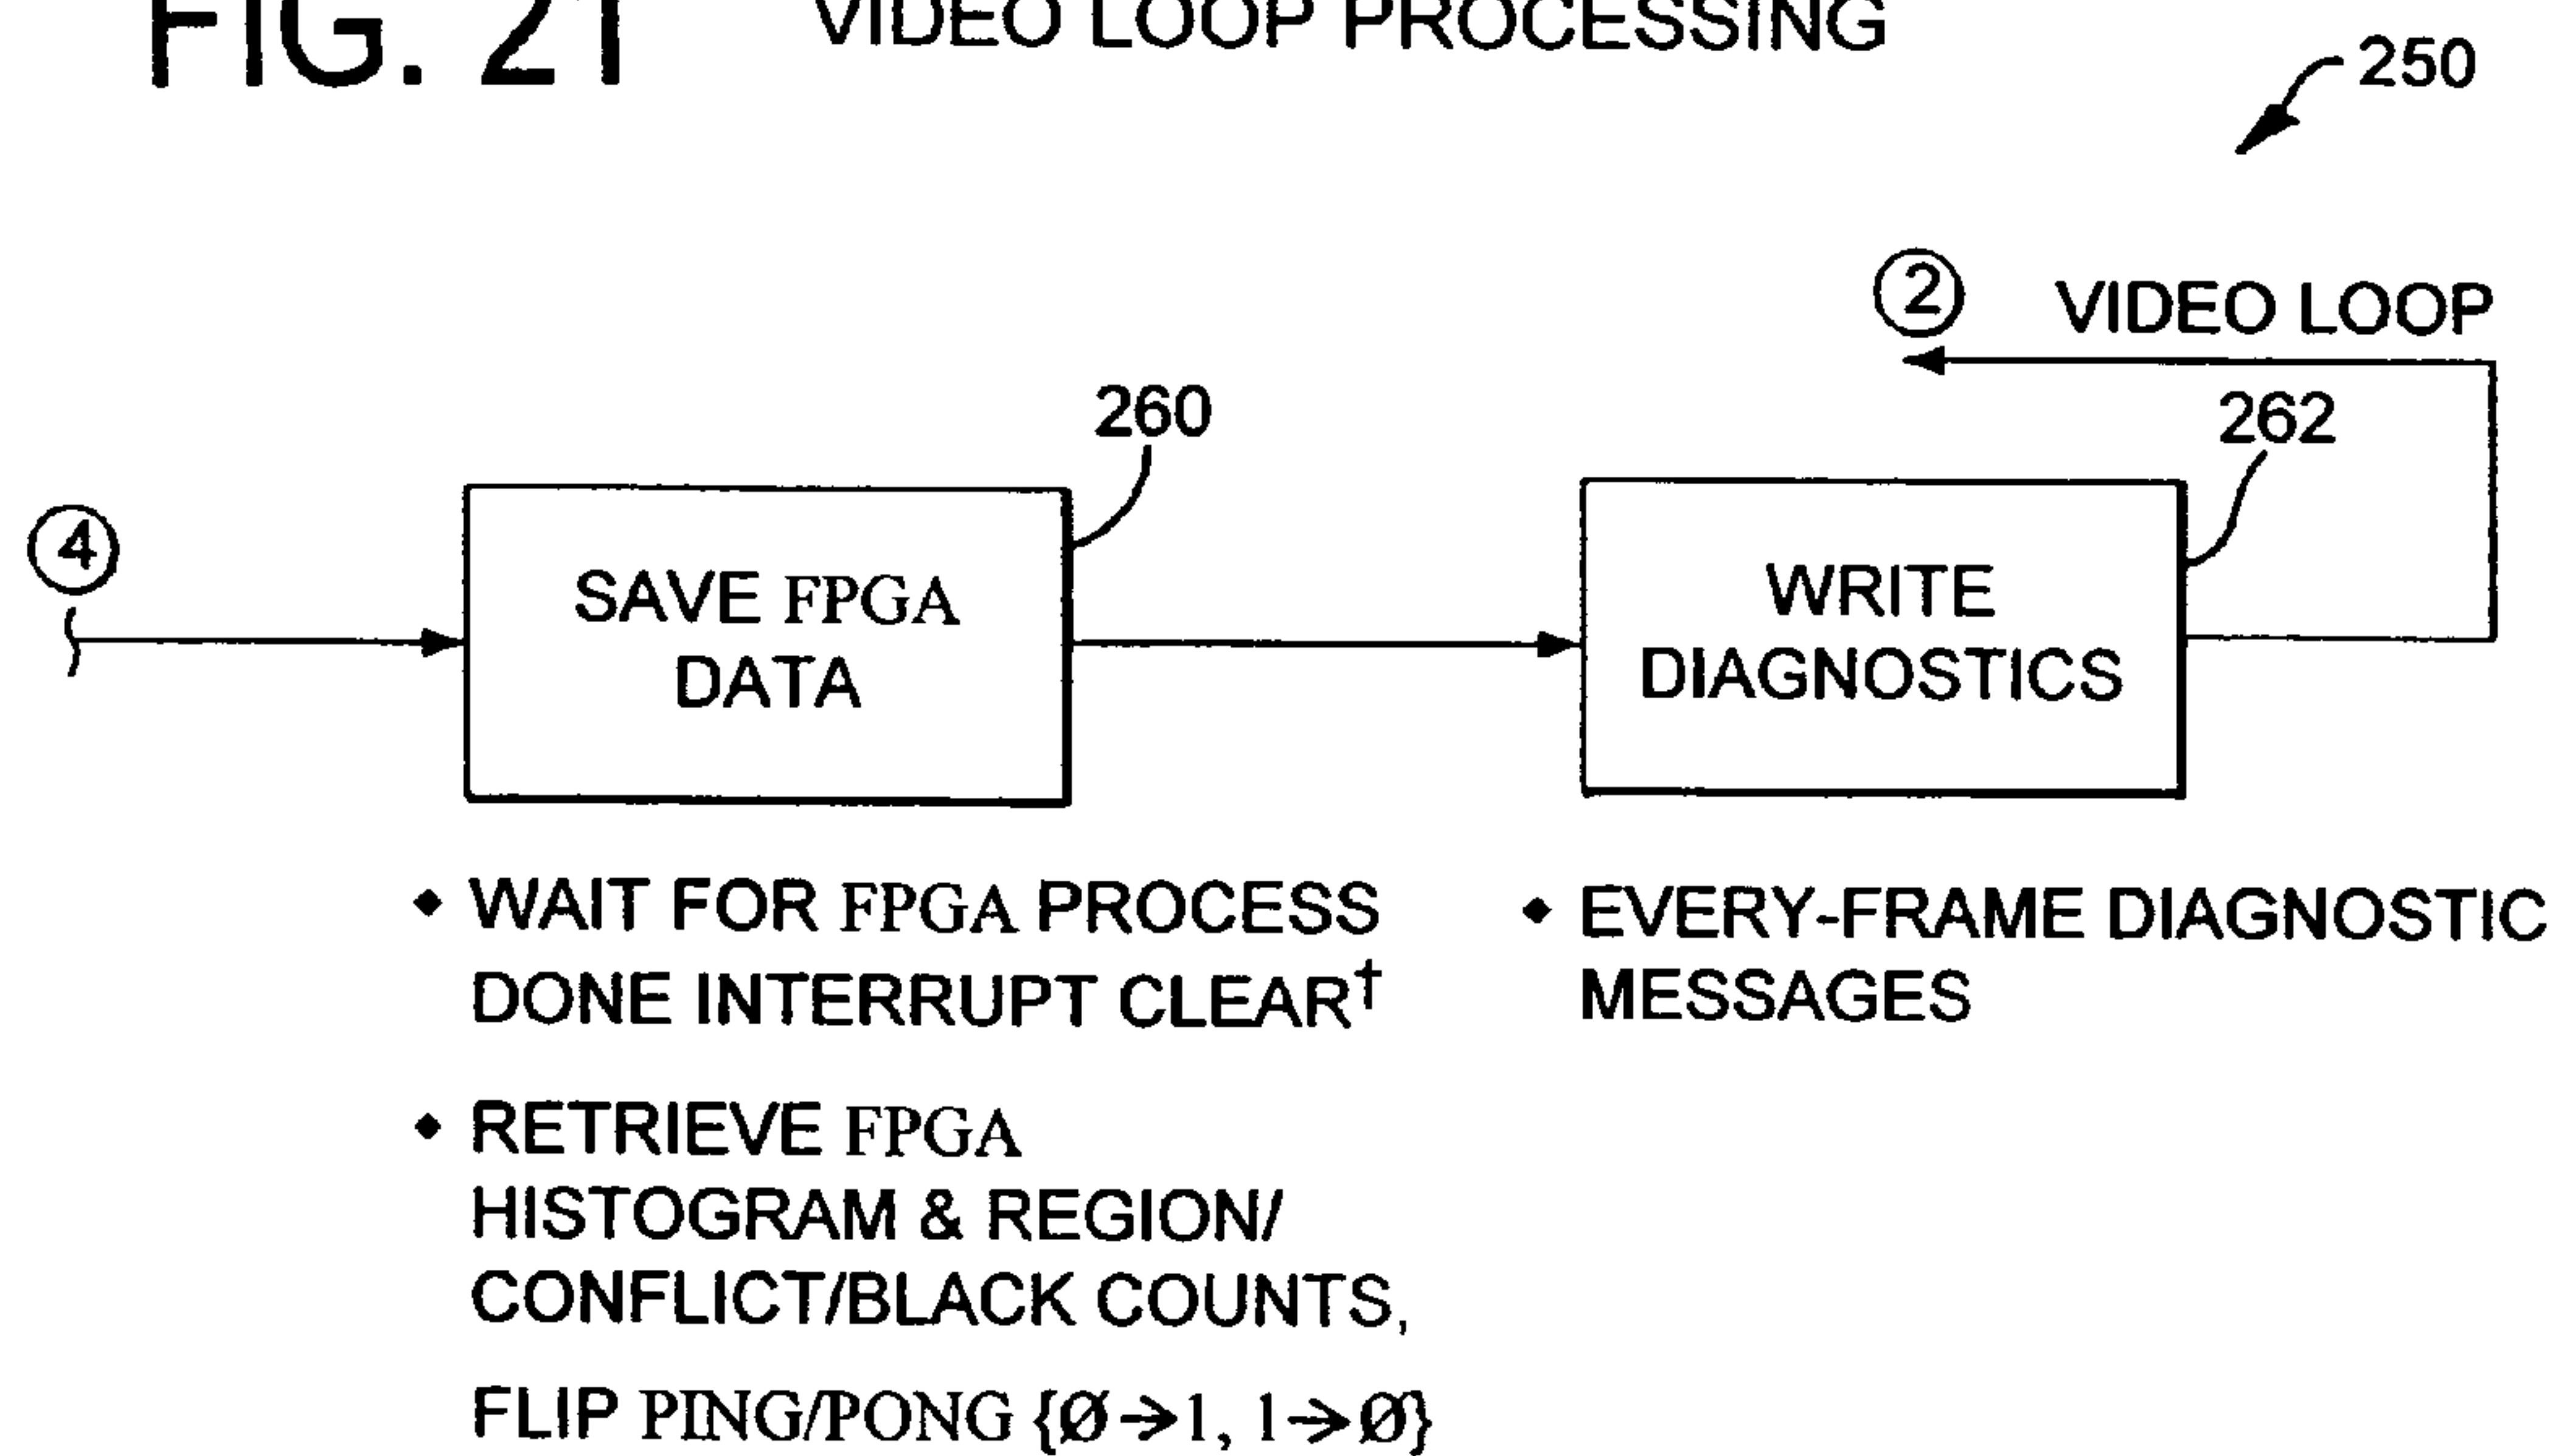 FIG. 21 VIDEO LOOP PROCESSING
250
② VIDEO LOOP
260
262
④
SAVE FPGA
DATA
WRITE
DIAGNOSTICS
◆ WAIT FOR FPGA PROCESS
DONE INTERRUPT CLEAR†
◆ RETRIEVE FPGA
HISTOGRAM & REGION/
CONFLICT/BLACK COUNTS,
FLIP PING/PONG {Ø→1, 1→Ø}
◆ EVERY-FRAME DIAGNOSTIC
MESSAGES